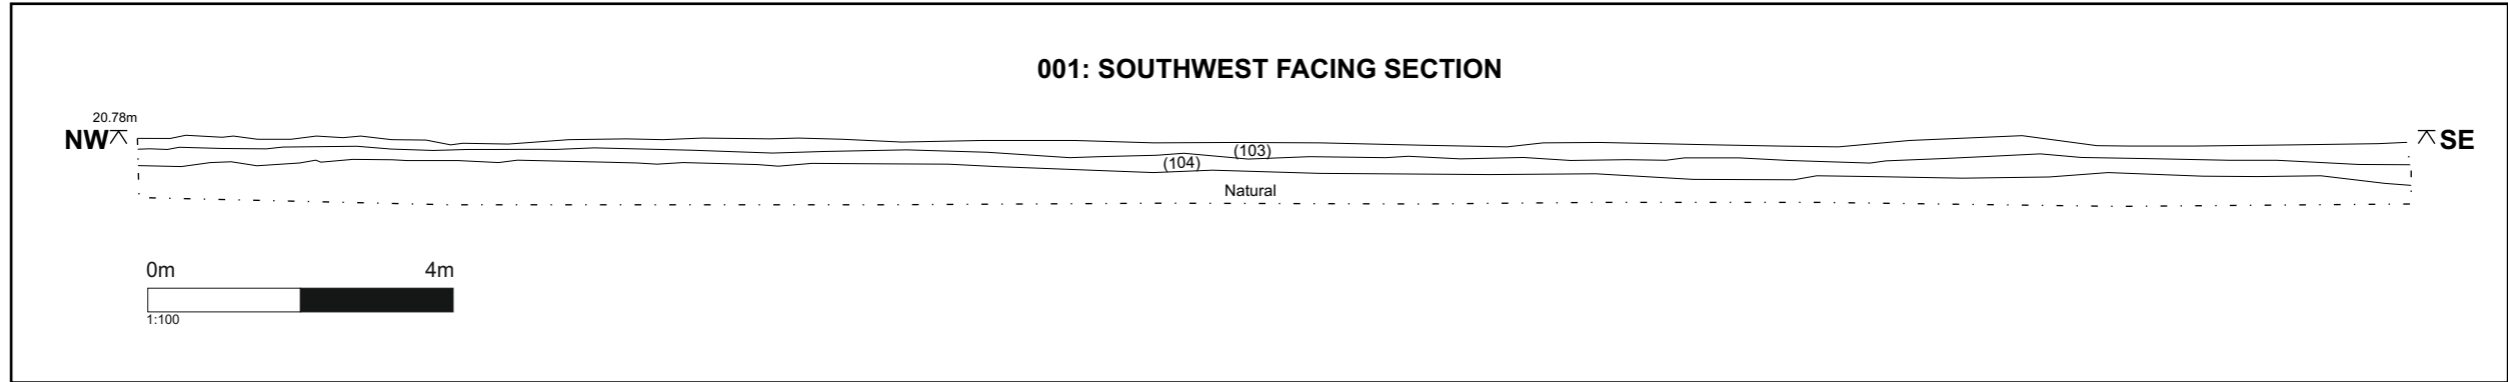 001: SOUTHWEST FACING SECTION
20.78m
NW SE
(103)
(104)
Natural
0m 4m
1:100